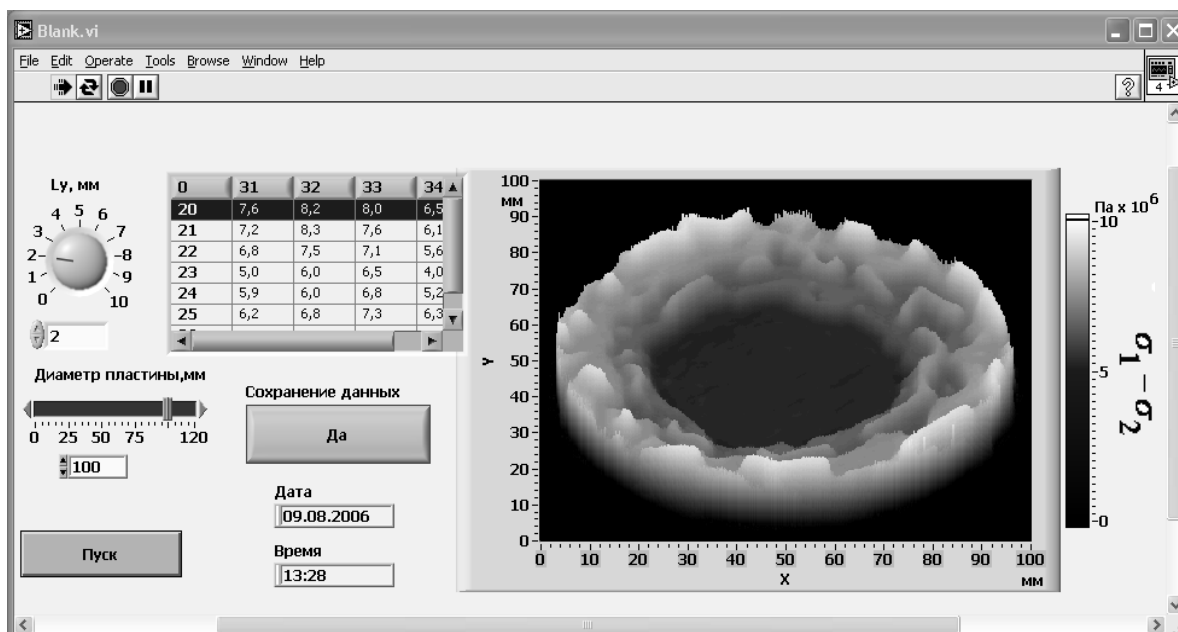 Blank.vi
File Edit Operate Tools Browse Window Help
4
Ly, мм
0 1 2 3 4 5 6 7 8 9 10
2
0 31 32 33 34
20 7,6 8,2 8,0 6,5
21 7,2 8,3 7,6 6,1
22 6,8 7,5 7,1 5,6
23 5,0 6,0 6,5 4,0
24 5,9 6,0 6,8 5,2
25 6,2 6,8 7,3 6,3
Диаметр пластины,мм
0 25 50 75 120
100
Пуск
Сохранение данных
Да
Дата
09.08.2006
Время
13:28
100
мм
90
80
70
60
50
40
30
20
10
0
Y
0 10 20 30 40 50 60 70 80 90 100
X
мм
Па x 10⁶
10
5
0
σ₁ − σ₂